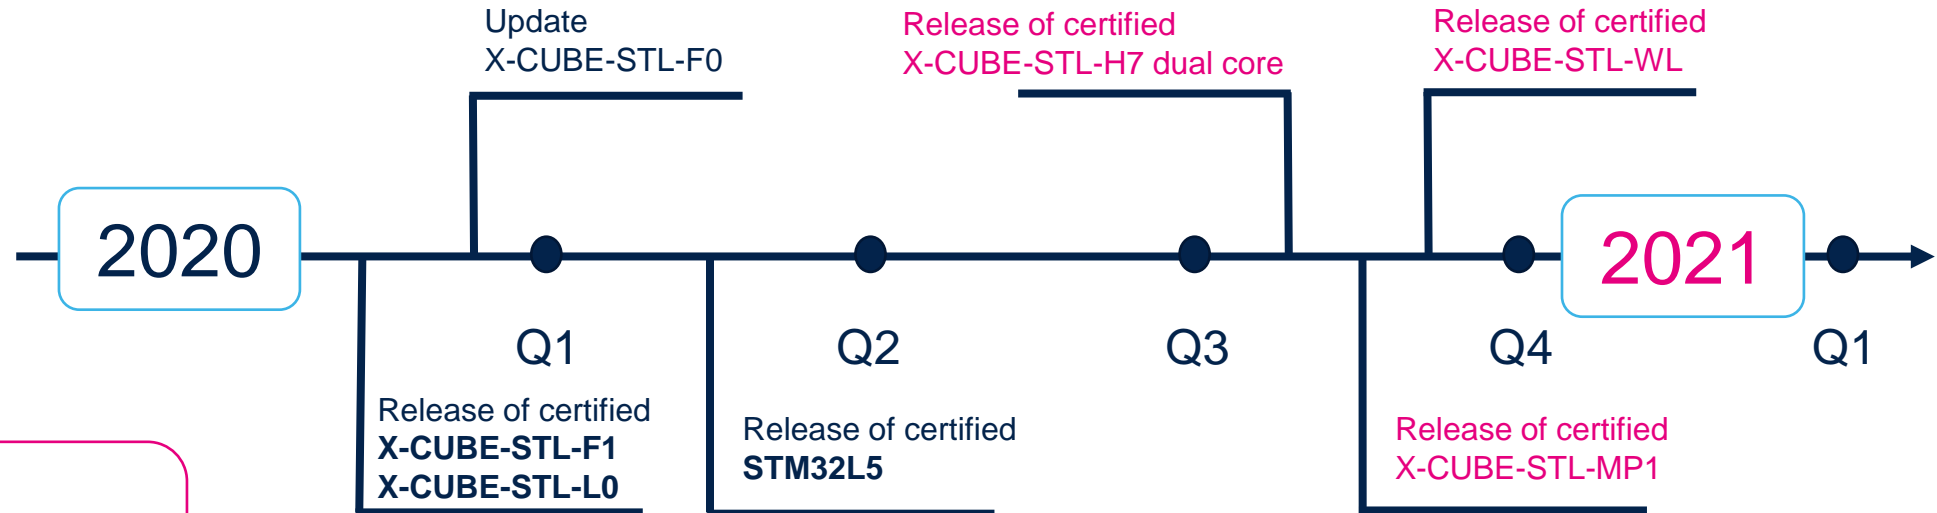 Update
X-CUBE-STL-F0
Release of certified
X-CUBE-STL-H7 dual core
Release of certified
X-CUBE-STL-WL
2020
2021
Q1
Q2
Q3
Q4
Q1
Release of certified
X-CUBE-STL-F1
X-CUBE-STL-L0
Release of certified
STM32L5
Release of certified
X-CUBE-STL-MP1